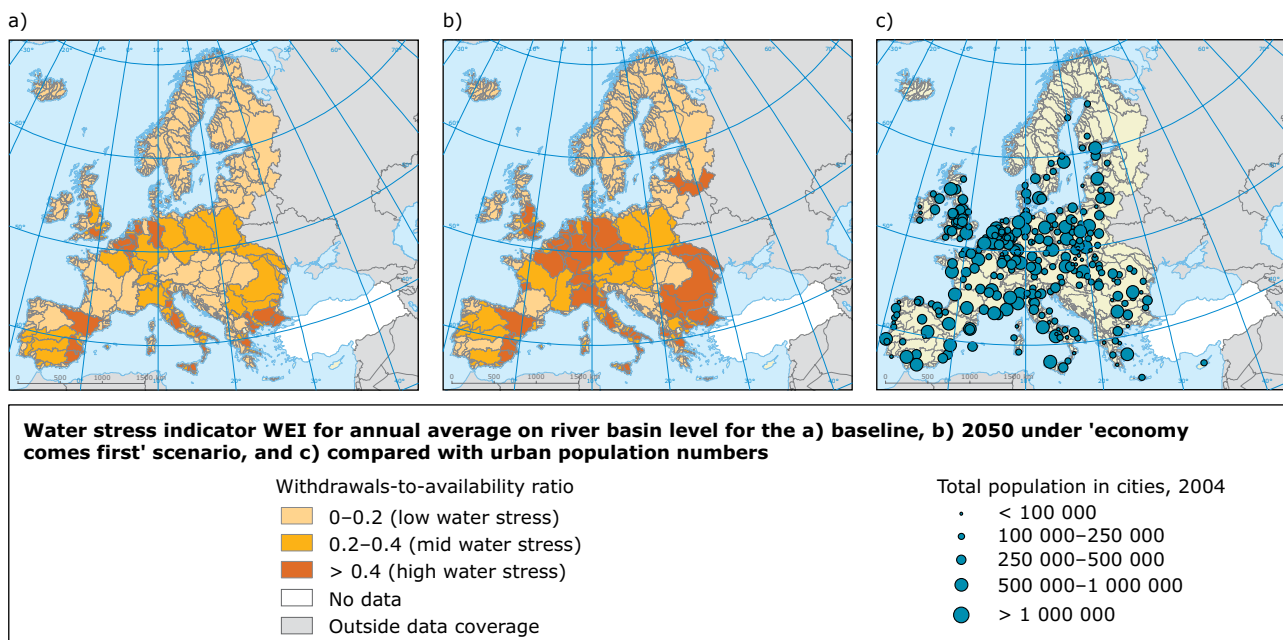 a)
b)
c)
Water stress indicator WEI for annual average on river basin level for the a) baseline, b) 2050 under 'economy
comes first' scenario, and c) compared with urban population numbers
Withdrawals-to-availability ratio
0–0.2 (low water stress)
0.2–0.4 (mid water stress)
> 0.4 (high water stress)
No data
Outside data coverage
Total population in cities, 2004
< 100 000
100 000–250 000
250 000–500 000
500 000–1 000 000
> 1 000 000